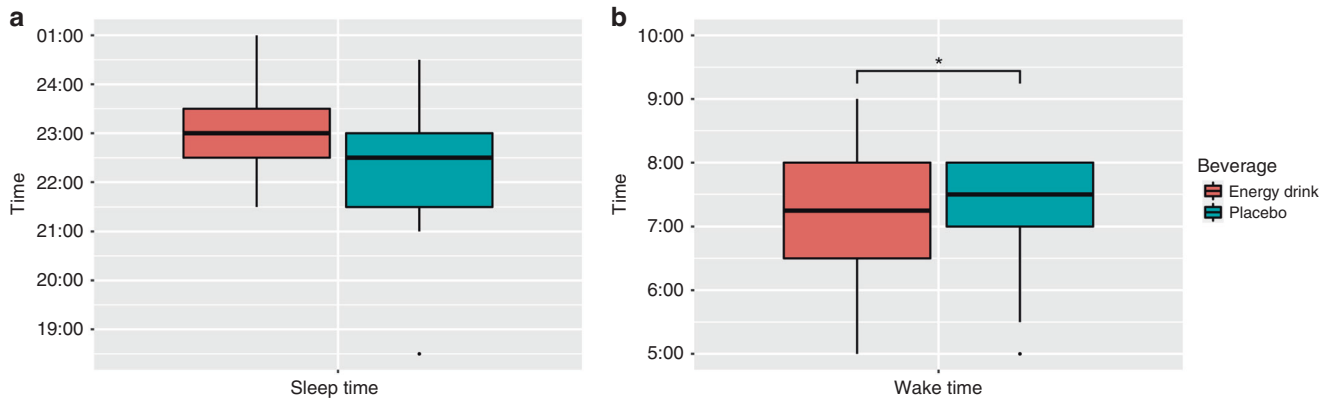 a
01:00
24:00
23:00
22:00
21:00
20:00
19:00
Time
Sleep time
b
10:00
*
9:00
8:00
7:00
6:00
5:00
Time
Wake time
Beverage
Energy drink
Placebo